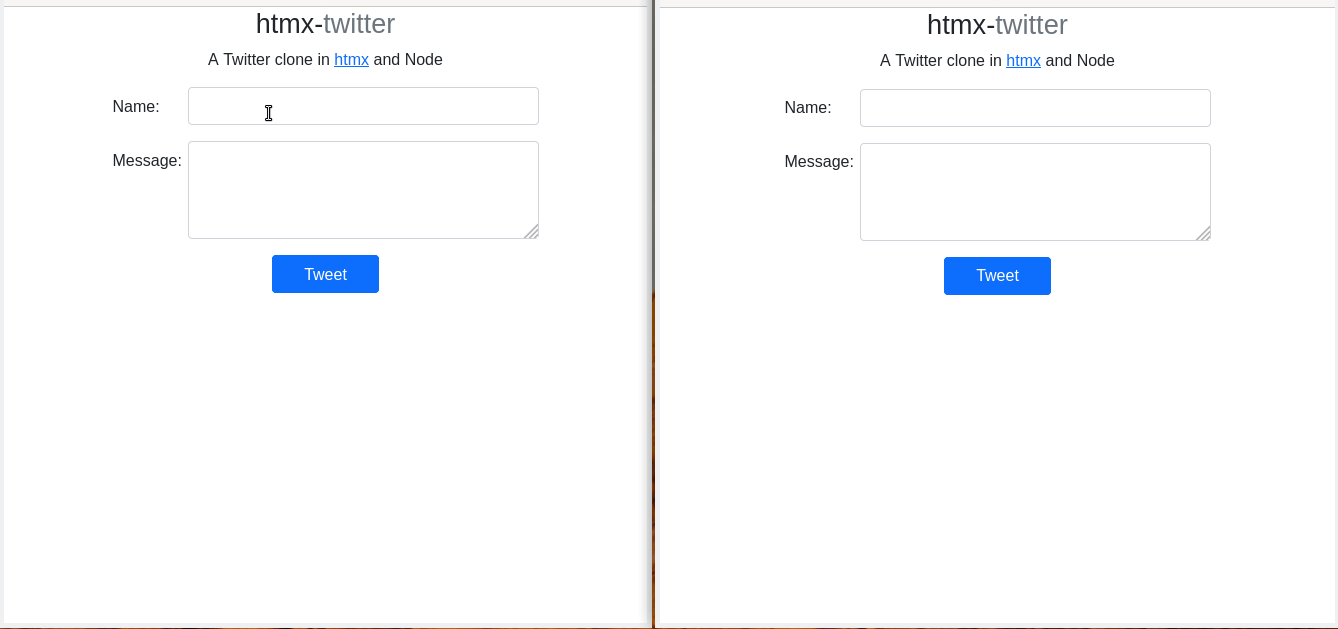 htmx-twitter
A Twitter clone in htmx and Node
Name:
Message:
Tweet
htmx-twitter
A Twitter clone in htmx and Node
Name:
Message:
Tweet